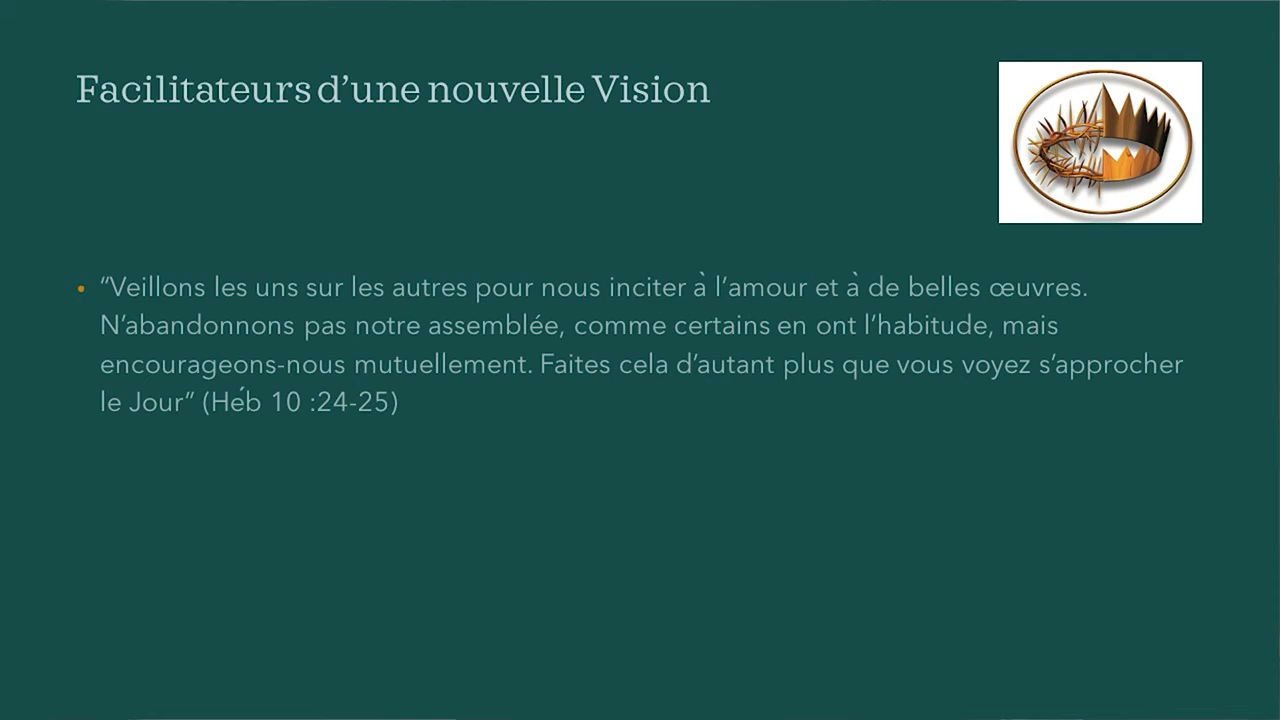 Facilitateurs d’une nouvelle Vision
• “Veillons les uns sur les autres pour nous inciter à l’amour et à de belles œuvres.
N’abandonnons pas notre assemblée, comme certains en ont l’habitude, mais
encourageons-nous mutuellement. Faites cela d’autant plus que vous voyez s’approcher
le Jour” (Héb 10 :24-25)